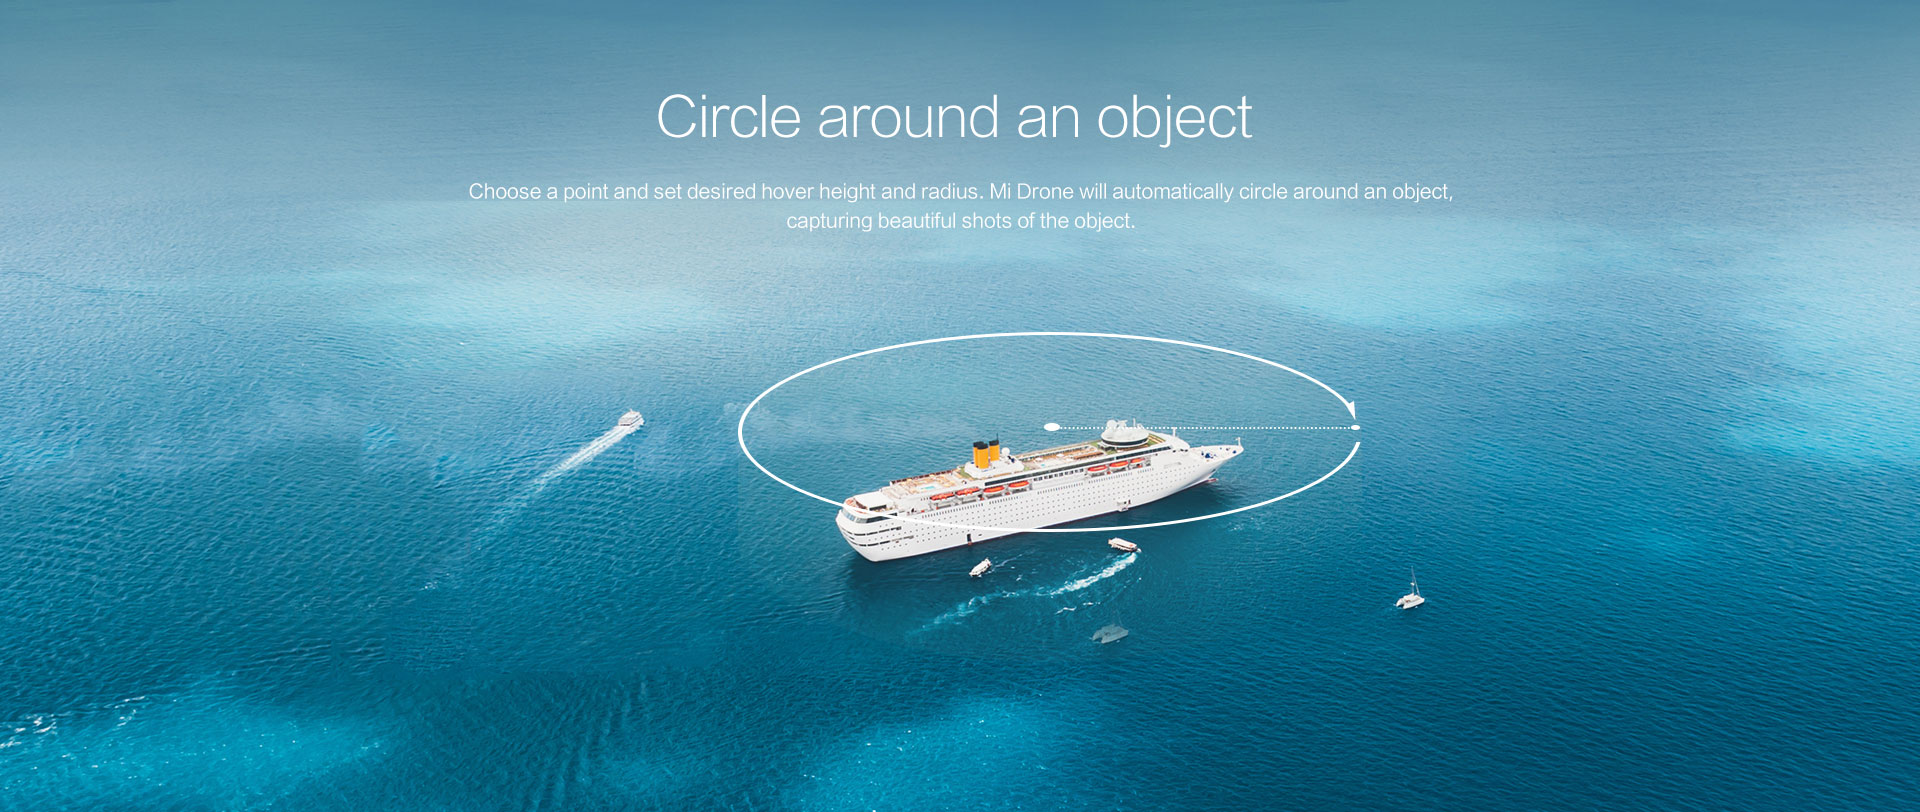 Circle around an object
Choose a point and set desired hover height and radius. Mi Drone will automatically circle around an object,
capturing beautiful shots of the object.